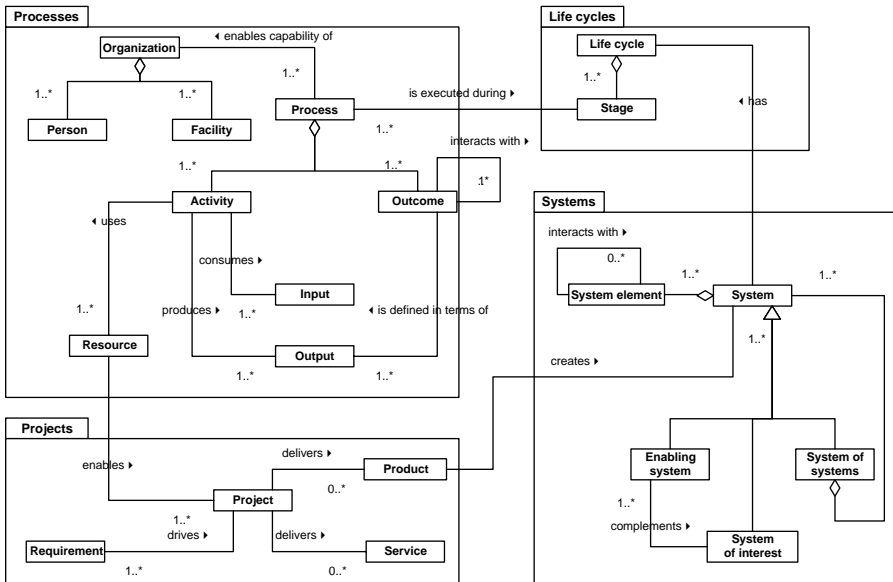 Processes
Life cycles
◂ enables capability of
Organization
Life cycle
1..*
1..*
1..*
1..*
is executed during ▸
◂ has
Process
Stage
Person
Facility
1..*
interacts with ▸
1..*
1..*
1..*
Activity
Outcome
Systems
◂ uses
interacts with ▸
consumes ▸
0..*
1..*
1..*
Input
System element
System
1..*
produces ▸
1..*
◂ is defined in terms of
Resource
1..*
Output
creates ▸
1..*
1..*
Projects
delivers ▸
enables ▸
Product
Enabling
system
System of
systems
0..*
Project
1..*
1..*
drives ▸
delivers ▸
complements ▸
Requirement
Service
System
of interest
1..*
0..*